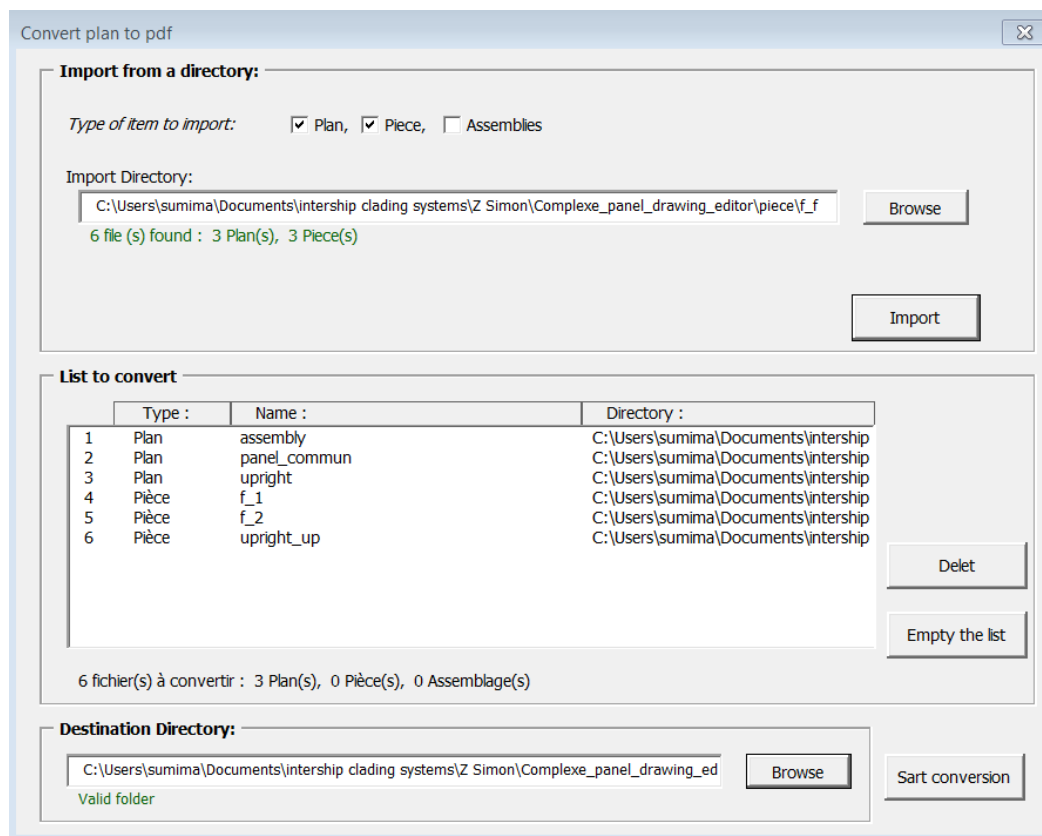 Convert plan to pdf
Import from a directory:
Type of item to import: Plan, Piece, Assemblies
Import Directory:
C:\Users\sumima\Documents\intership clading systems\Z Simon\Complexe_panel_drawing_editor\piece\f_f Browse
6 file (s) found : 3 Plan(s), 3 Piece(s)
Import
List to convert
Type : Name : Directory :
1 Plan assembly C:\Users\sumima\Documents\intership
2 Plan panel_commun C:\Users\sumima\Documents\intership
3 Plan upright C:\Users\sumima\Documents\intership
4 Pièce f_1 C:\Users\sumima\Documents\intership
5 Pièce f_2 C:\Users\sumima\Documents\intership
6 Pièce upright_up C:\Users\sumima\Documents\intership
Delet
Empty the list
6 fichier(s) à convertir : 3 Plan(s), 0 Pièce(s), 0 Assemblage(s)
Destination Directory:
C:\Users\sumima\Documents\intership clading systems\Z Simon\Complexe_panel_drawing_ed Browse Sart conversion
Valid folder